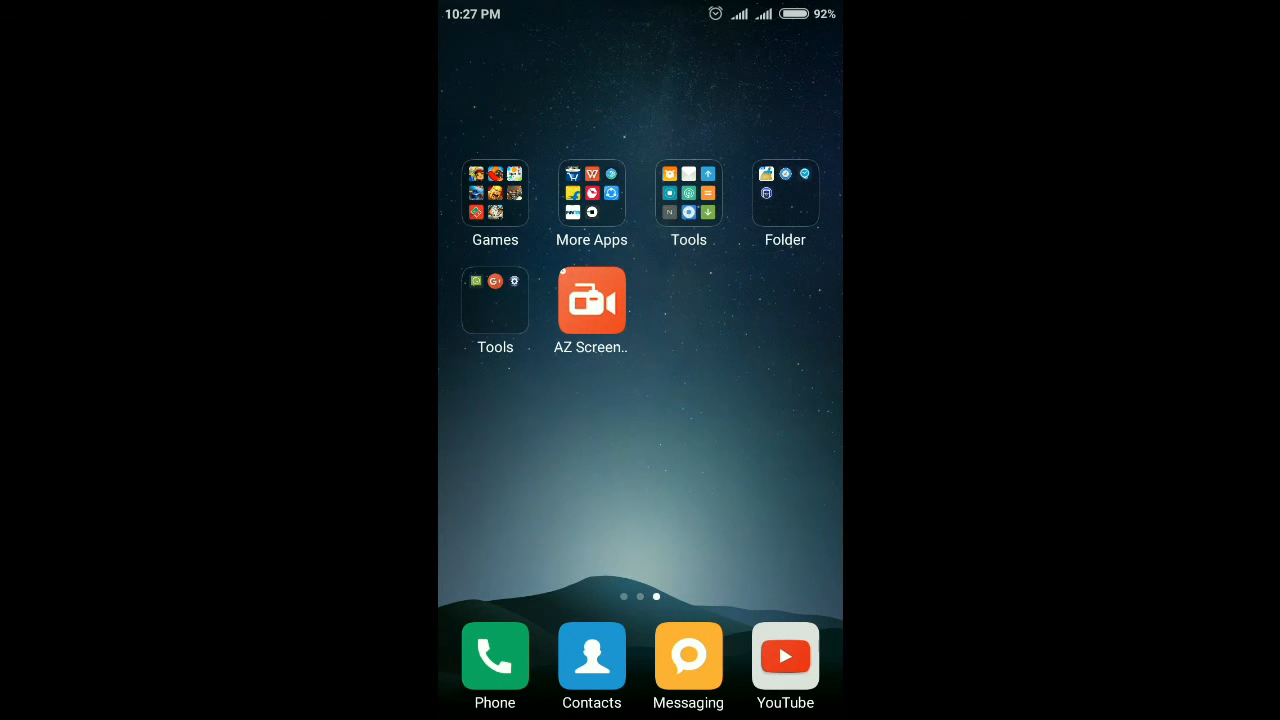 10:27 PM
92%
Games
More Apps
Tools
Folder
Tools
AZ Screen..
Phone
Contacts
Messaging
YouTube